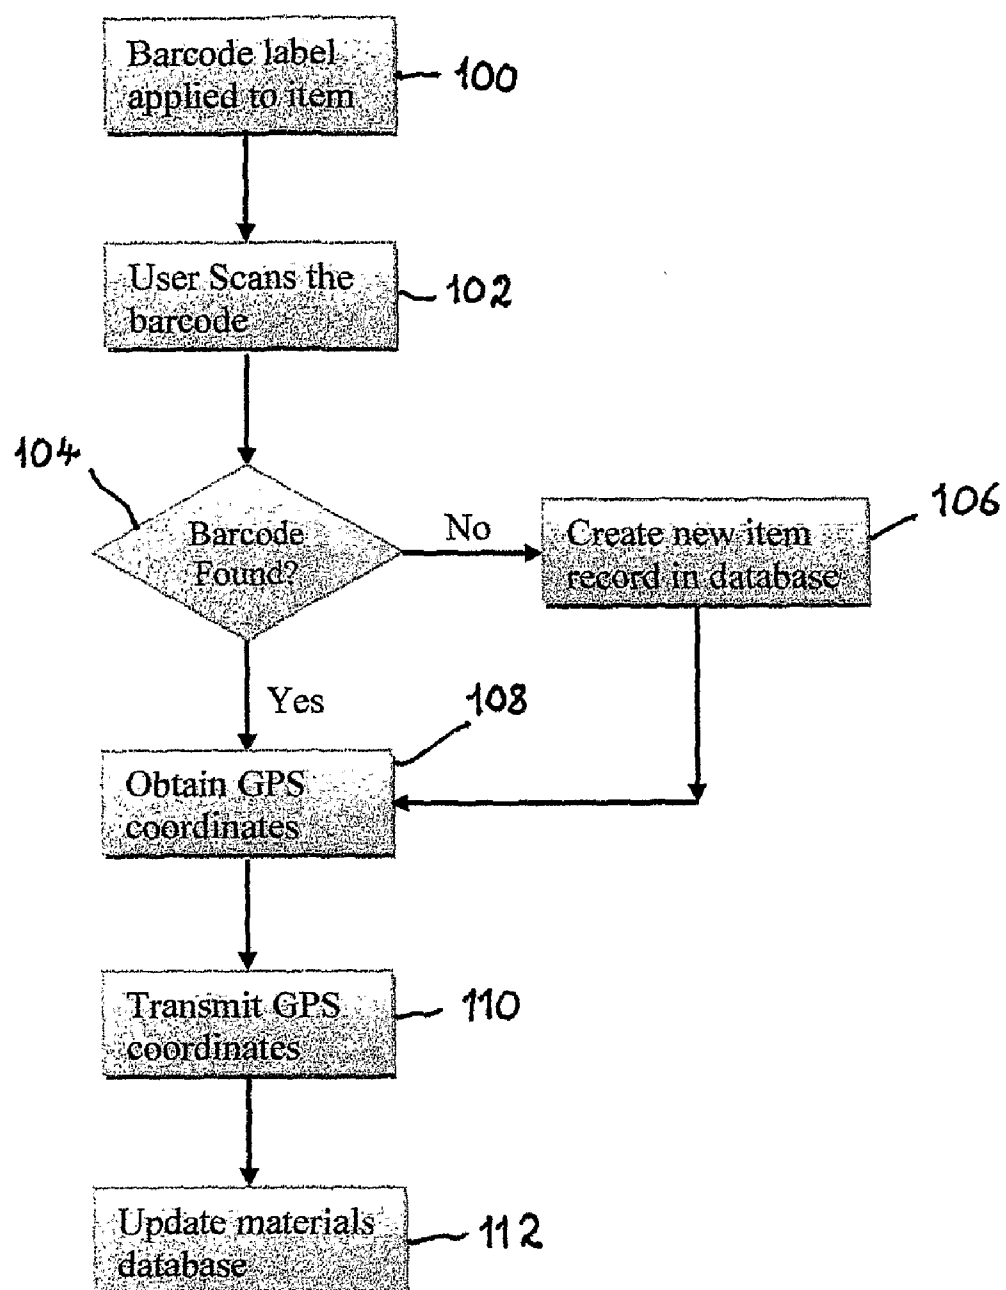 Barcode label
applied to item
100
User Scans the
barcode
102
104
Barcode
Found?
No
Create new item
record in database
106
Yes
108
Obtain GPS
coordinates
Transmit GPS
coordinates
110
Update materials
database
112